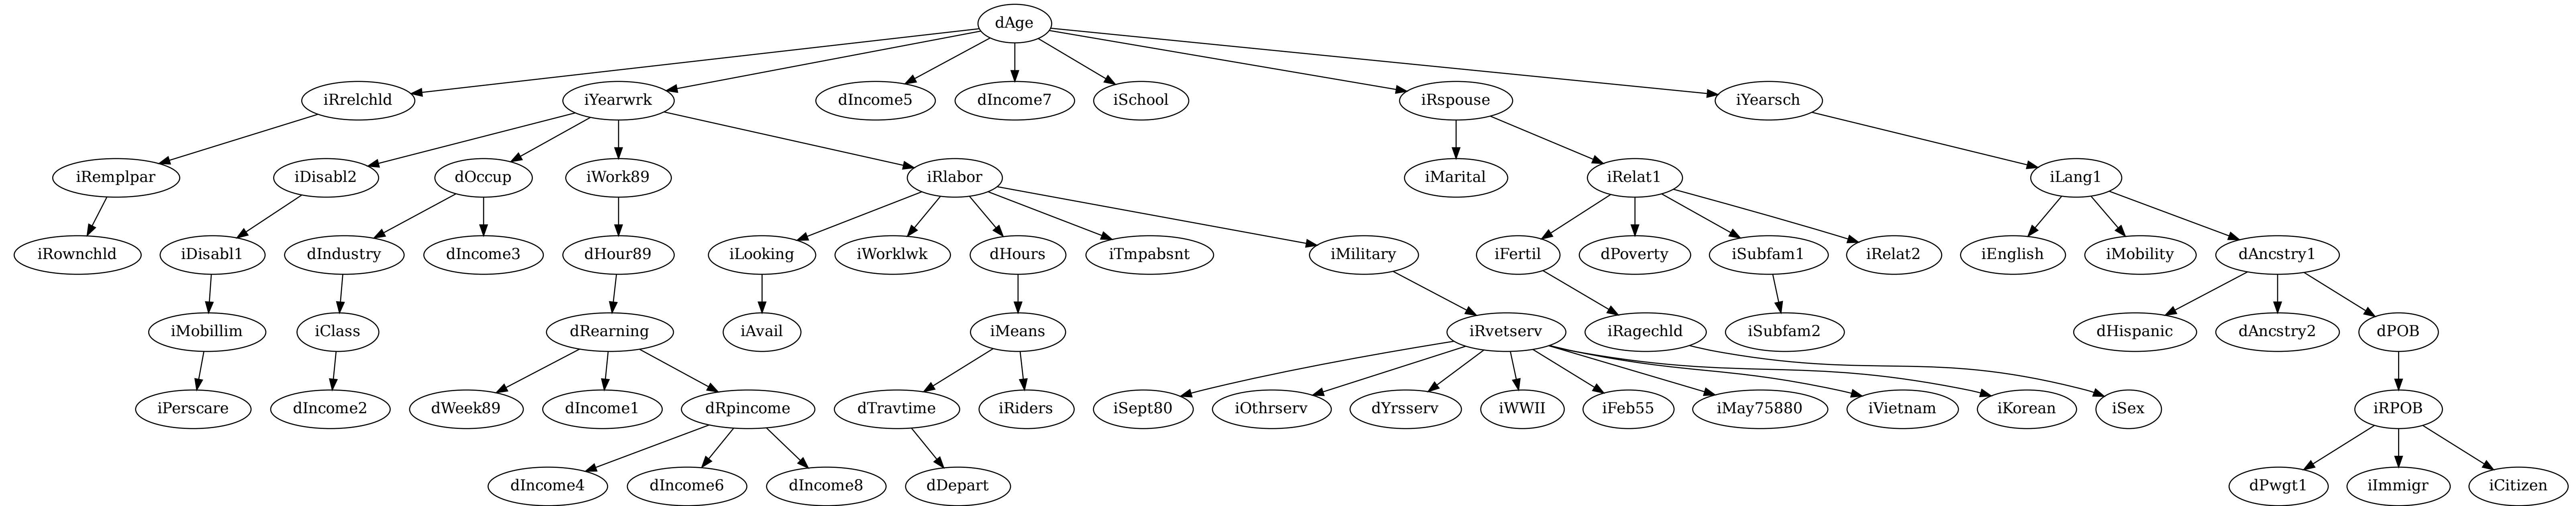 dAge
iRrelchld iYearwrk dIncome5 dIncome7 iSchool iRspouse iYearsch
iRemplpar iDisabl2 dOccup iWork89 iRlabor iMarital iRelat1 iLang1
iRownchld iDisabl1 dIndustry dIncome3 dHour89 iLooking iWorklwk dHours iTmpabsnt iMilitary iFertil dPoverty iSubfam1 iRelat2 iEnglish iMobility dAncstry1
iMobillim iClass dRearning iAvail iMeans iRvetserv iRagechld iSubfam2 dHispanic dAncstry2 dPOB
iPerscare dIncome2 dWeek89 dIncome1 dRpincome dTravtime iRiders iSept80 iOthrserv dYrsserv iWWII iFeb55 iMay75880 iVietnam iKorean iSex iRPOB
dIncome4 dIncome6 dIncome8 dDepart dPwgt1 iImmigr iCitizen